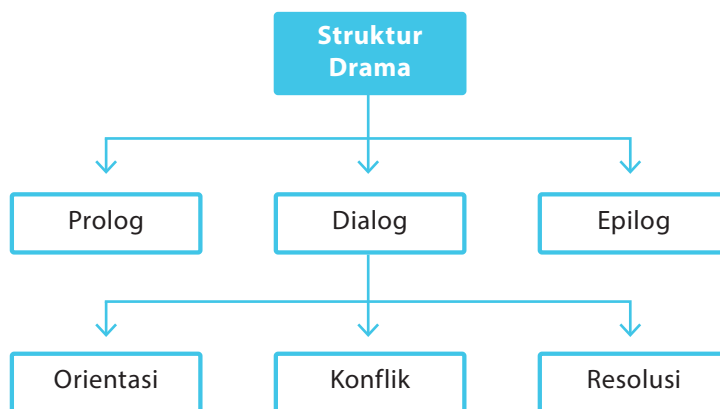 Struktur
Drama
Prolog
Dialog
Epilog
Orientasi
Konflik
Resolusi